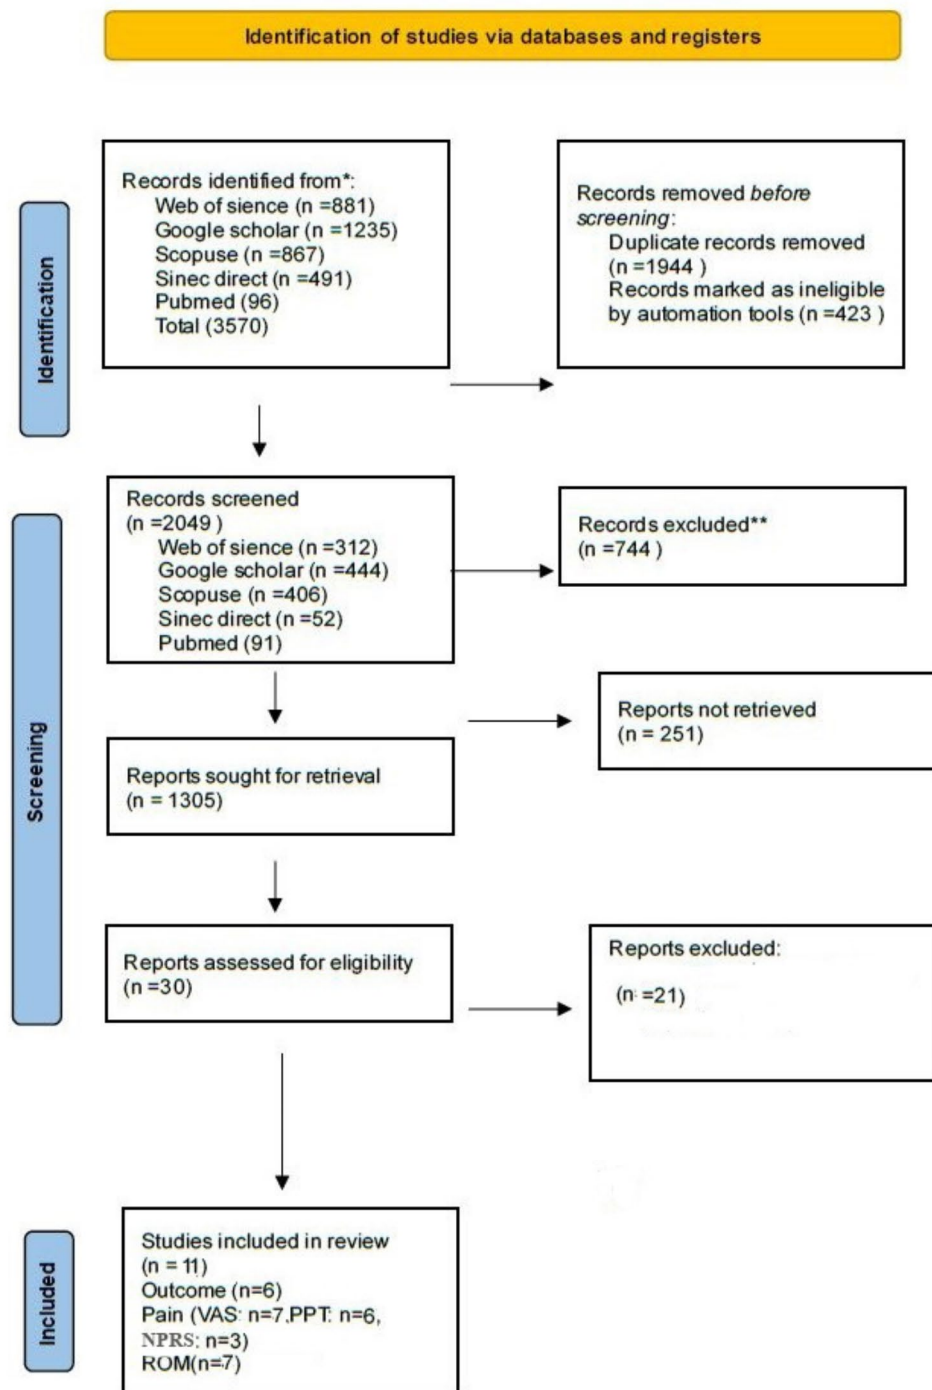 Identification of studies via databases and registers
Identification
Records identified from*:
Web of sience (n =881)
Google scholar (n =1235)
Scopuse (n =867)
Sinec direct (n =491)
Pubmed (96)
Total (3570)
Records removed before
screening:
Duplicate records removed
(n =1944 )
Records marked as ineligible
by automation tools (n =423 )
Screening
Records screened
(n =2049 )
Web of sience (n =312)
Google scholar (n =444)
Scopuse (n =406)
Sinec direct (n =52)
Pubmed (91)
Records excluded**
(n =744 )
Reports sought for retrieval
(n = 1305)
Reports not retrieved
(n = 251)
Reports assessed for eligibility
(n =30)
Reports excluded:
(n: =21)
Included
Studies included in review
(n = 11)
Outcome (n=6)
Pain (VAS: n=7,PPT: n=6,
NPRS: n=3)
ROM(n=7)